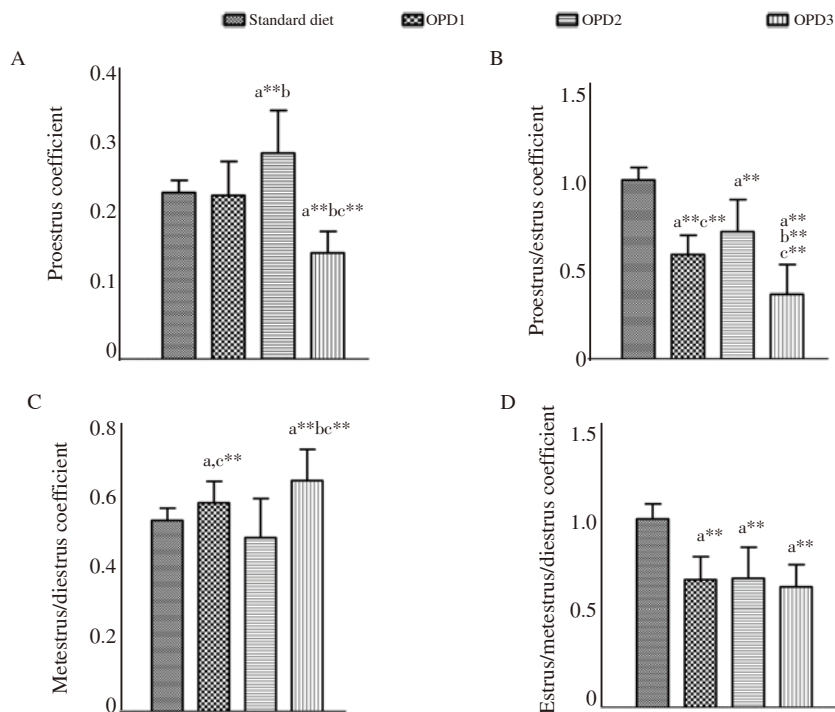 Standard diet OPD1 OPD2 OPD3
A
Proestrus coefficient
0.4
0.3
0.2
0.1
0
a**b
a**bc**
B
Proestrus/estrus coefficient
1.5
1.0
0.5
0
a**c**
a**
a**
b**
c**
C
Metestrus/diestrus coefficient
0.8
0.6
0.4
0.2
0
a,c**
a**bc**
D
Estrus/metestrus/diestrus coefficient
1.5
1.0
0.5
0
a**
a**
a**